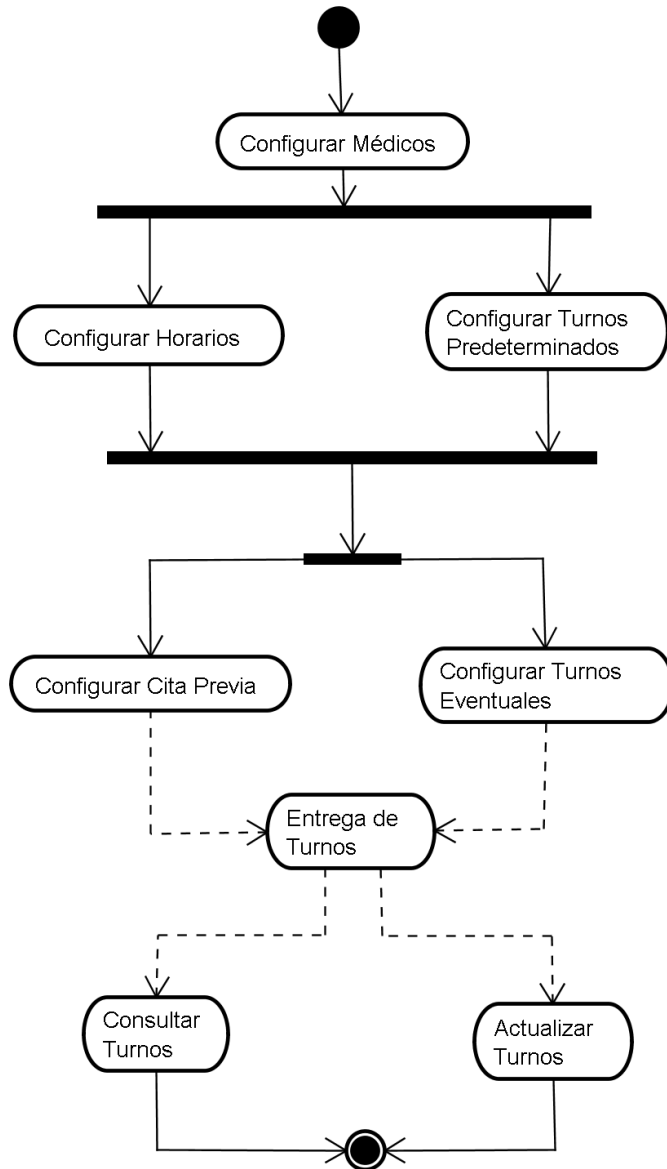 Configurar Médicos
Configurar Horarios
Configurar Turnos
Predeterminados
Configurar Cita Previa
Configurar Turnos
Eventuales
Entrega de
Turnos
Consultar
Turnos
Actualizar
Turnos